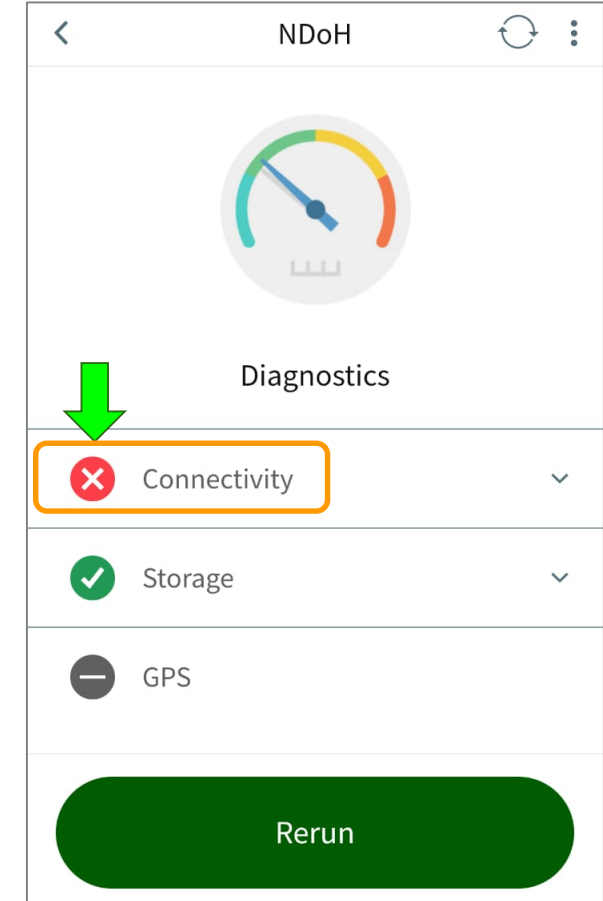 NDoH
Diagnostics
Connectivity
Storage
GPS
Rerun